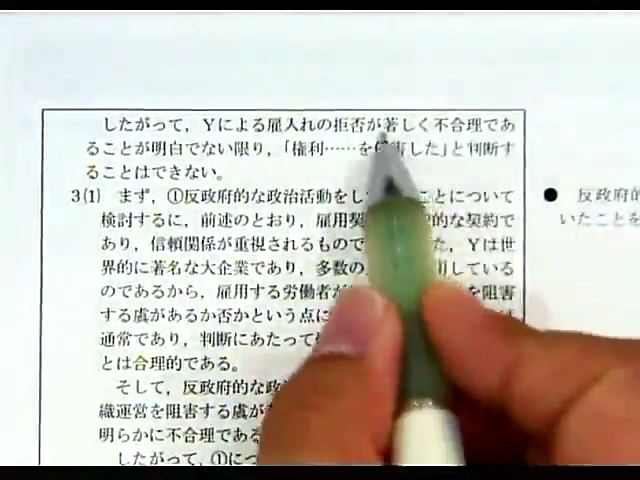 したがって，Yによる雇入れの拒否が著しく不合理であ
ることが明白でない限り，「権利……を侵害した」と判断す
ることはできない。
3(1) まず，①反政府的な政治活動をし ことについて
検討するに，前述のとおり，雇用契 的な契約で
あり，信頼関係が重視されるもので た，Yは世
界的に著名な大企業であり，多数の 用している
のであるから，雇用する労働者が を阻害
する虞があるか否かという点に は
通常であり，判断にあたって
とは合理的である。
そして，反政府的な政治
織運営を阻害する虞が
明らかに不合理である
したがって，①につ
● 反政府的
いたことを